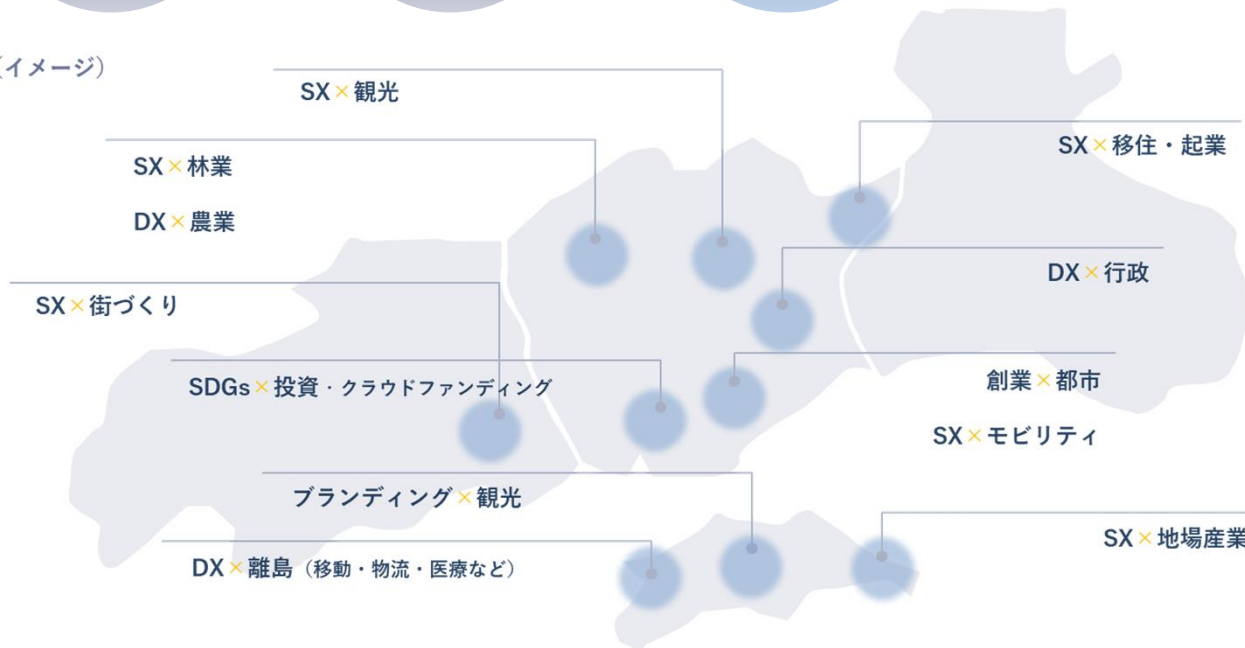 （イメージ）
SX×観光
SX×移住・起業
SX×林業
DX×農業
DX×行政
SX×街づくり
SDGs×投資・クラウドファンディング
創業×都市
SX×モビリティ
ブランディング×観光
SX×地場産業
DX×離島（移動・物流・医療など）